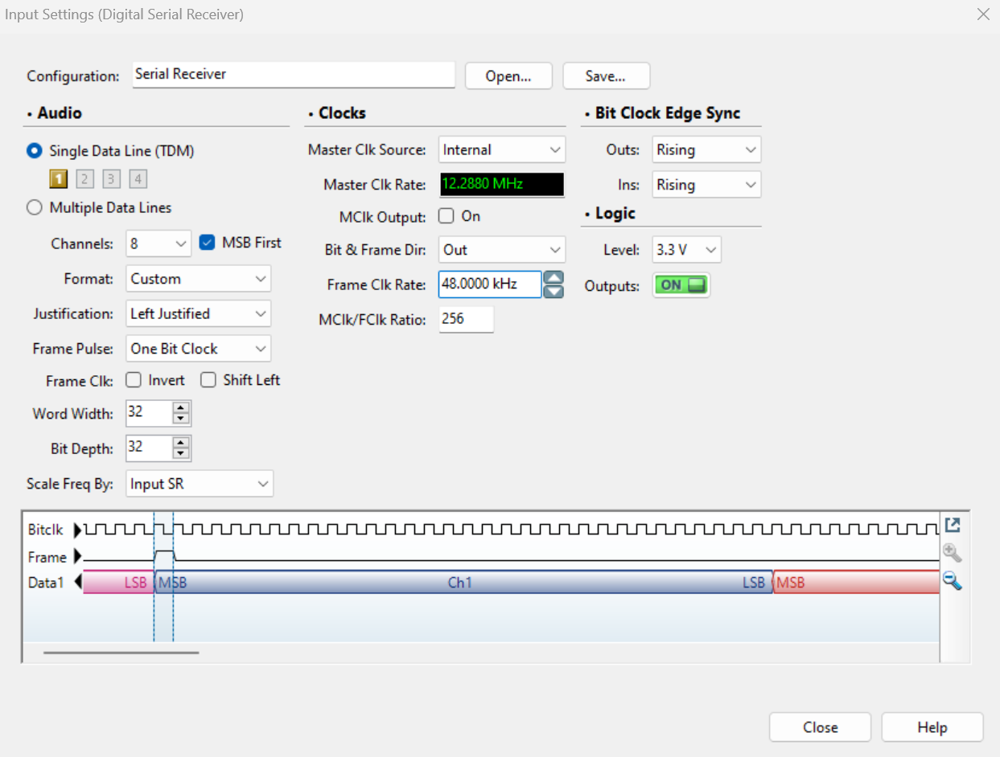 Input Settings (Digital Serial Receiver)
Configuration: Serial Receiver Open... Save...
• Audio
Single Data Line (TDM)
1 2 3 4
Multiple Data Lines
Channels: 8 MSB First
Format: Custom
Justification: Left Justified
Frame Pulse: One Bit Clock
Frame Clk: Invert Shift Left
Word Width: 32
Bit Depth: 32
Scale Freq By: Input SR
• Clocks
Master Clk Source: Internal
Master Clk Rate: 12.2880 MHz
MClk Output: On
Bit & Frame Dir: Out
Frame Clk Rate: 48.0000 kHz
MClk/FClk Ratio: 256
• Bit Clock Edge Sync
Outs: Rising
Ins: Rising
• Logic
Level: 3.3 V
Outputs: ON
Bitclk
Frame
Data1 LSB MSB Ch1 LSB MSB
Close Help